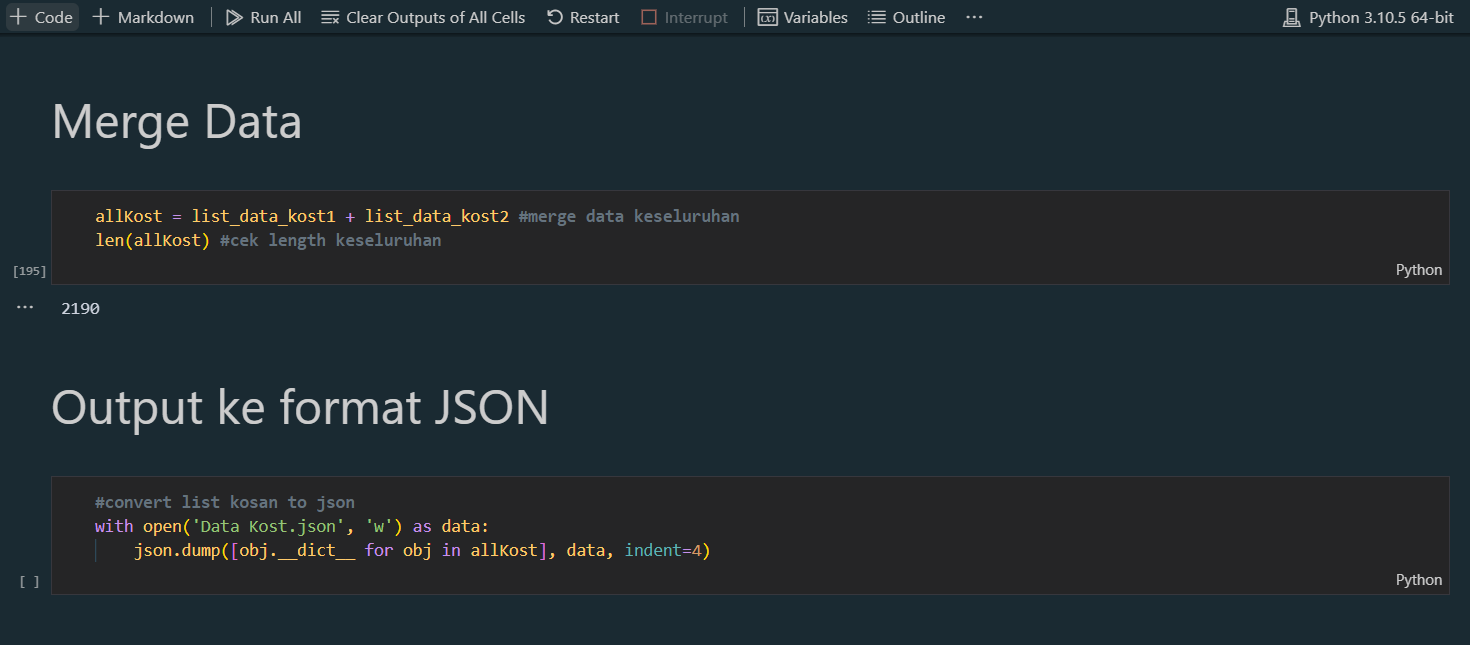 Code Markdown Run All Clear Outputs of All Cells Restart Interrupt Variables Outline ... Python 3.10.5 64-bit
Merge Data
allKost = list_data_kost1 + list_data_kost2 #merge data keseluruhan
len(allKost) #cek length keseluruhan
[195]
Python
... 2190
Output ke format JSON
#convert list kosan to json
with open('Data Kost.json', 'w') as data:
    json.dump([obj.__dict__ for obj in allKost], data, indent=4)
[ ]
Python